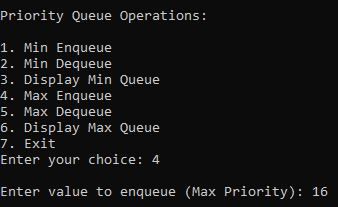 Priority Queue Operations:
1. Min Enqueue
2. Min Dequeue
3. Display Min Queue
4. Max Enqueue
5. Max Dequeue
6. Display Max Queue
7. Exit
Enter your choice: 4
Enter value to enqueue (Max Priority): 16